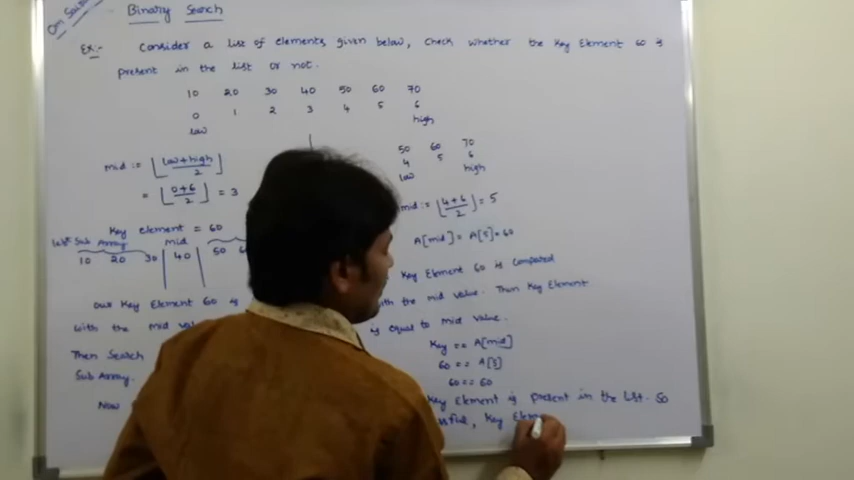 Om Sai
Binary Search
Ex:- Consider a list of elements, given below, check whether the key Element 60 is
present in the list or not.
10 20 30 40 50 60 70
0 1 2 3 4 5 6
low high
mid := ⌊(low+high)/2⌋
= ⌊(0+6)/2⌋ = 3
Key element = 60
Left Sub Array mid
10 20 30 | 40 | 50
our Key Element 60 is
with the mid
Then Search
Sub Array.
Now
50 60 70
4 5 6
low high
mid := ⌊(4+6)/2⌋ = 5
A[mid] = A[5] = 60
Key Element 60 is Compared
with the mid value. Then key Element
is equal to mid value.
Key == A[mid]
60 == A[5]
60 == 60
Key Element is present in the list. So
, Key